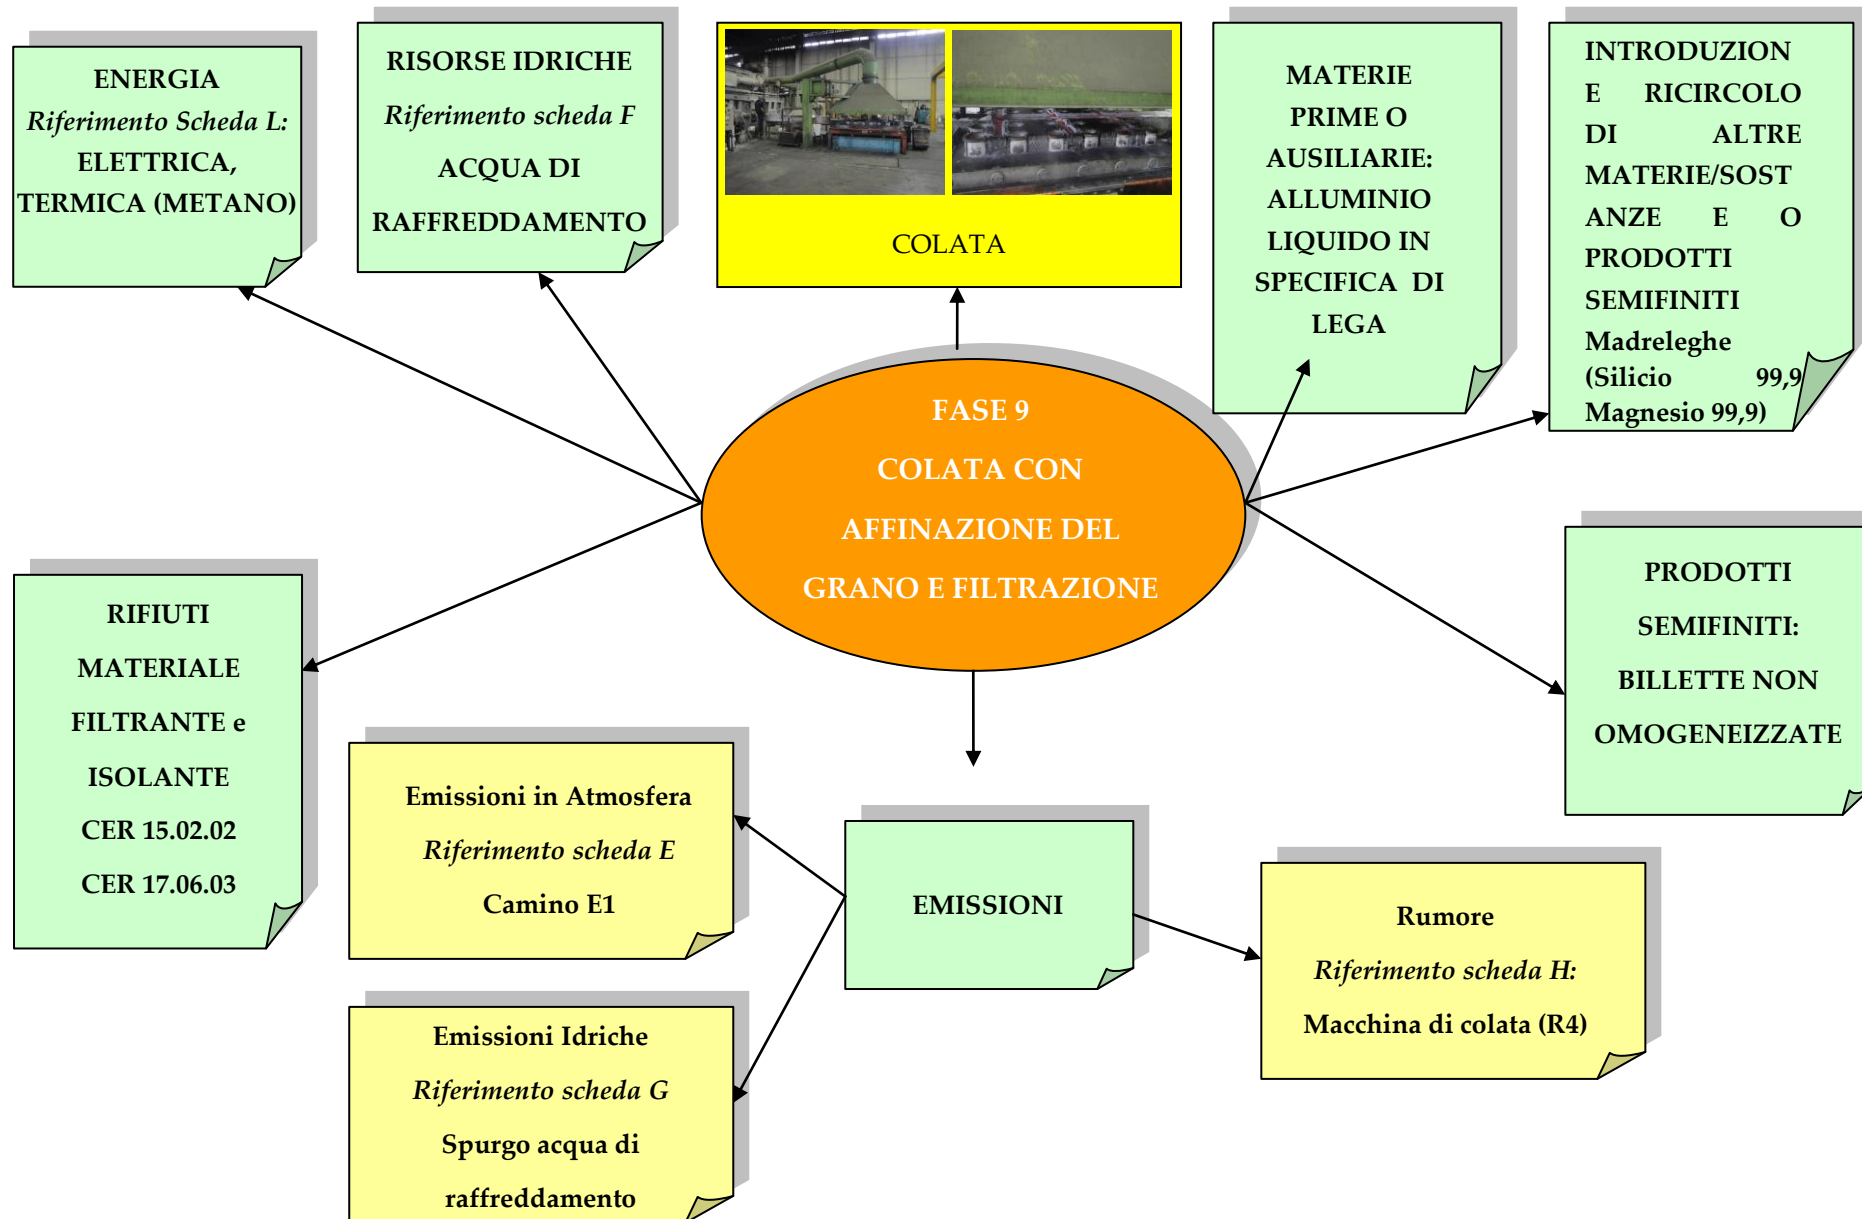 ENERGIA
Riferimento Scheda L:
ELETTRICA,
TERMICA (METANO)
RISORSE IDRICHE
Riferimento scheda F
ACQUA DI
RAFFREDDAMENTO
COLATA
MATERIE
PRIME O
AUSILIARIE:
ALLUMINIO
LIQUIDO IN
SPECIFICA DI
LEGA
INTRODUZION
E RICIRCOLO
DI ALTRE
MATERIE/SOST
ANZE E O
PRODOTTI
SEMIFINITI
Madreleghe
(Silicio 99,9
Magnesio 99,9)
FASE 9
COLATA CON
AFFINAZIONE DEL
GRANO E FILTRAZIONE
RIFIUTI
MATERIALE
FILTRANTE e
ISOLANTE
CER 15.02.02
CER 17.06.03
PRODOTTI
SEMIFINITI:
BILLETTE NON
OMOGENEIZZATE
Emissioni in Atmosfera
Riferimento scheda E
Camino E1
EMISSIONI
Rumore
Riferimento scheda H:
Macchina di colata (R4)
Emissioni Idriche
Riferimento scheda G
Spurgo acqua di
raffreddamento